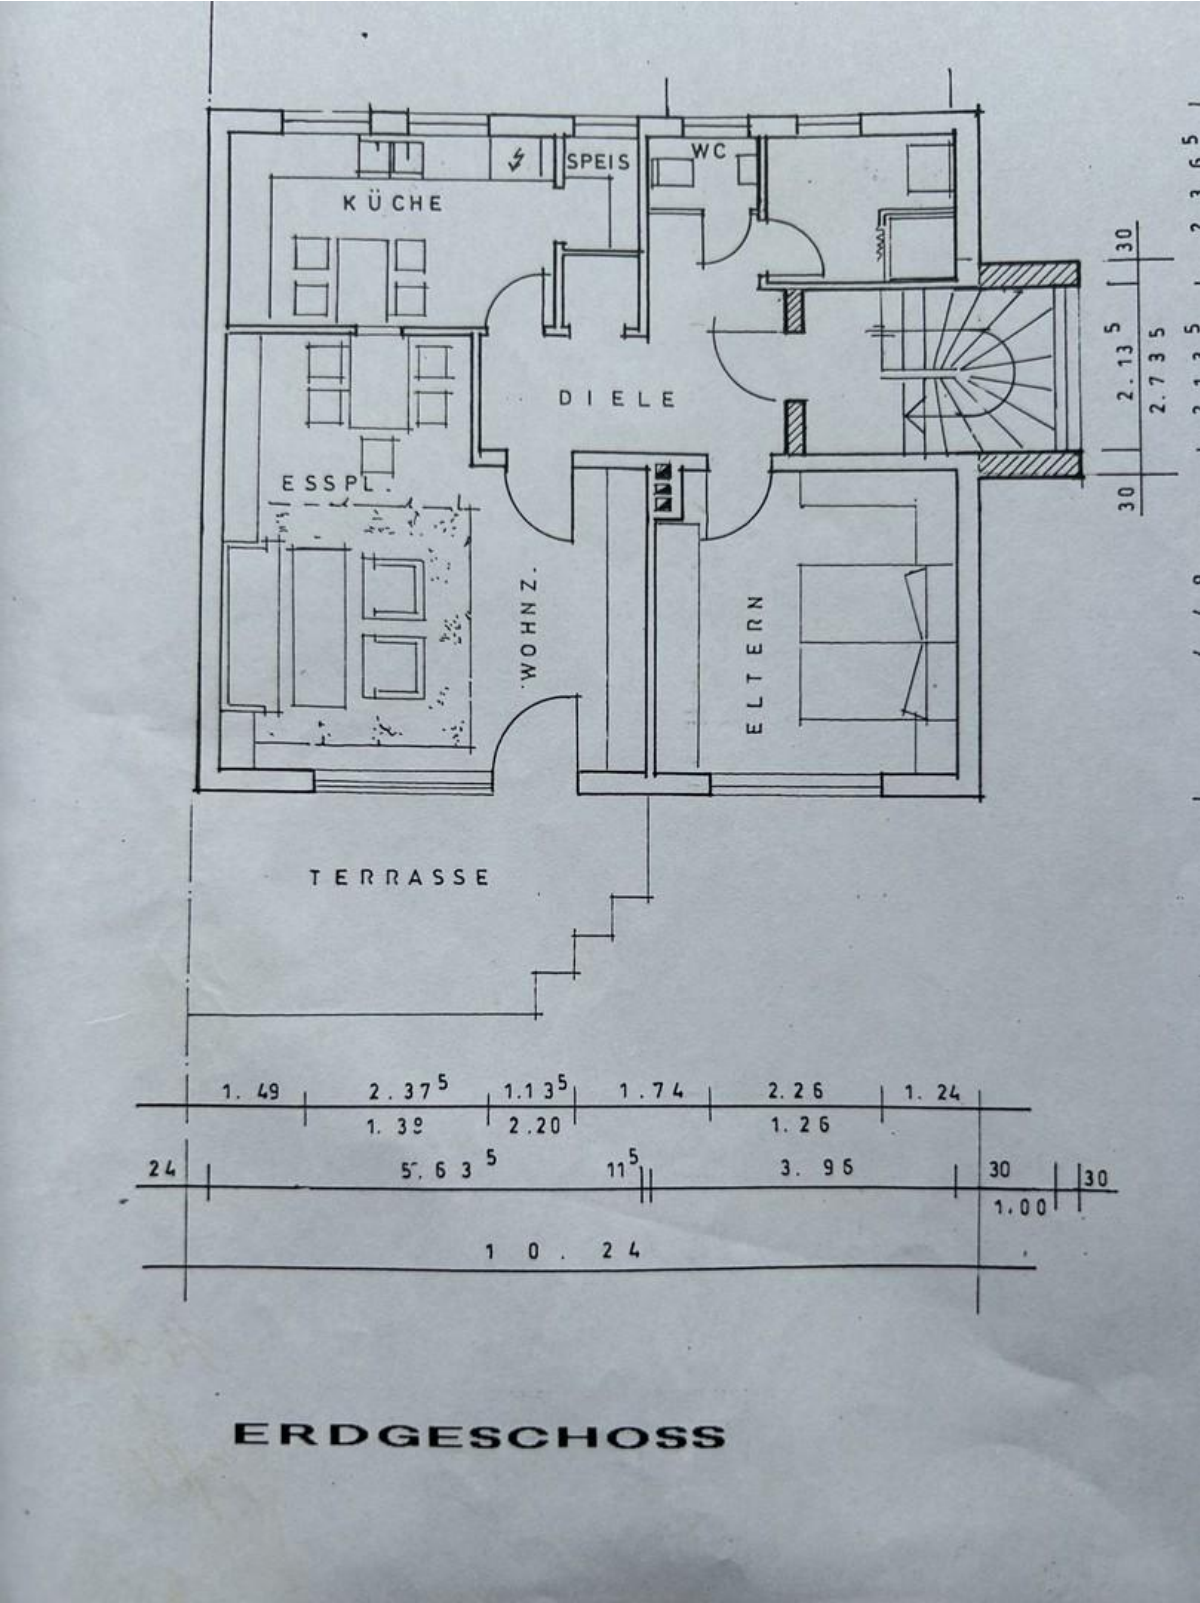 WC
SPEIS
KÜCHE
DIELE
ESSPL.
WOHNZ.
ELTERN
TERRASSE
30
2.13⁵
2.73⁵
30
1.49 2.37⁵ 1.13⁵ 1.74 2.26 1.24
1.39 2.20 1.26
24 5.63⁵ 11⁵ 3.96 30 30
1.00
10.24
ERDGESCHOSS